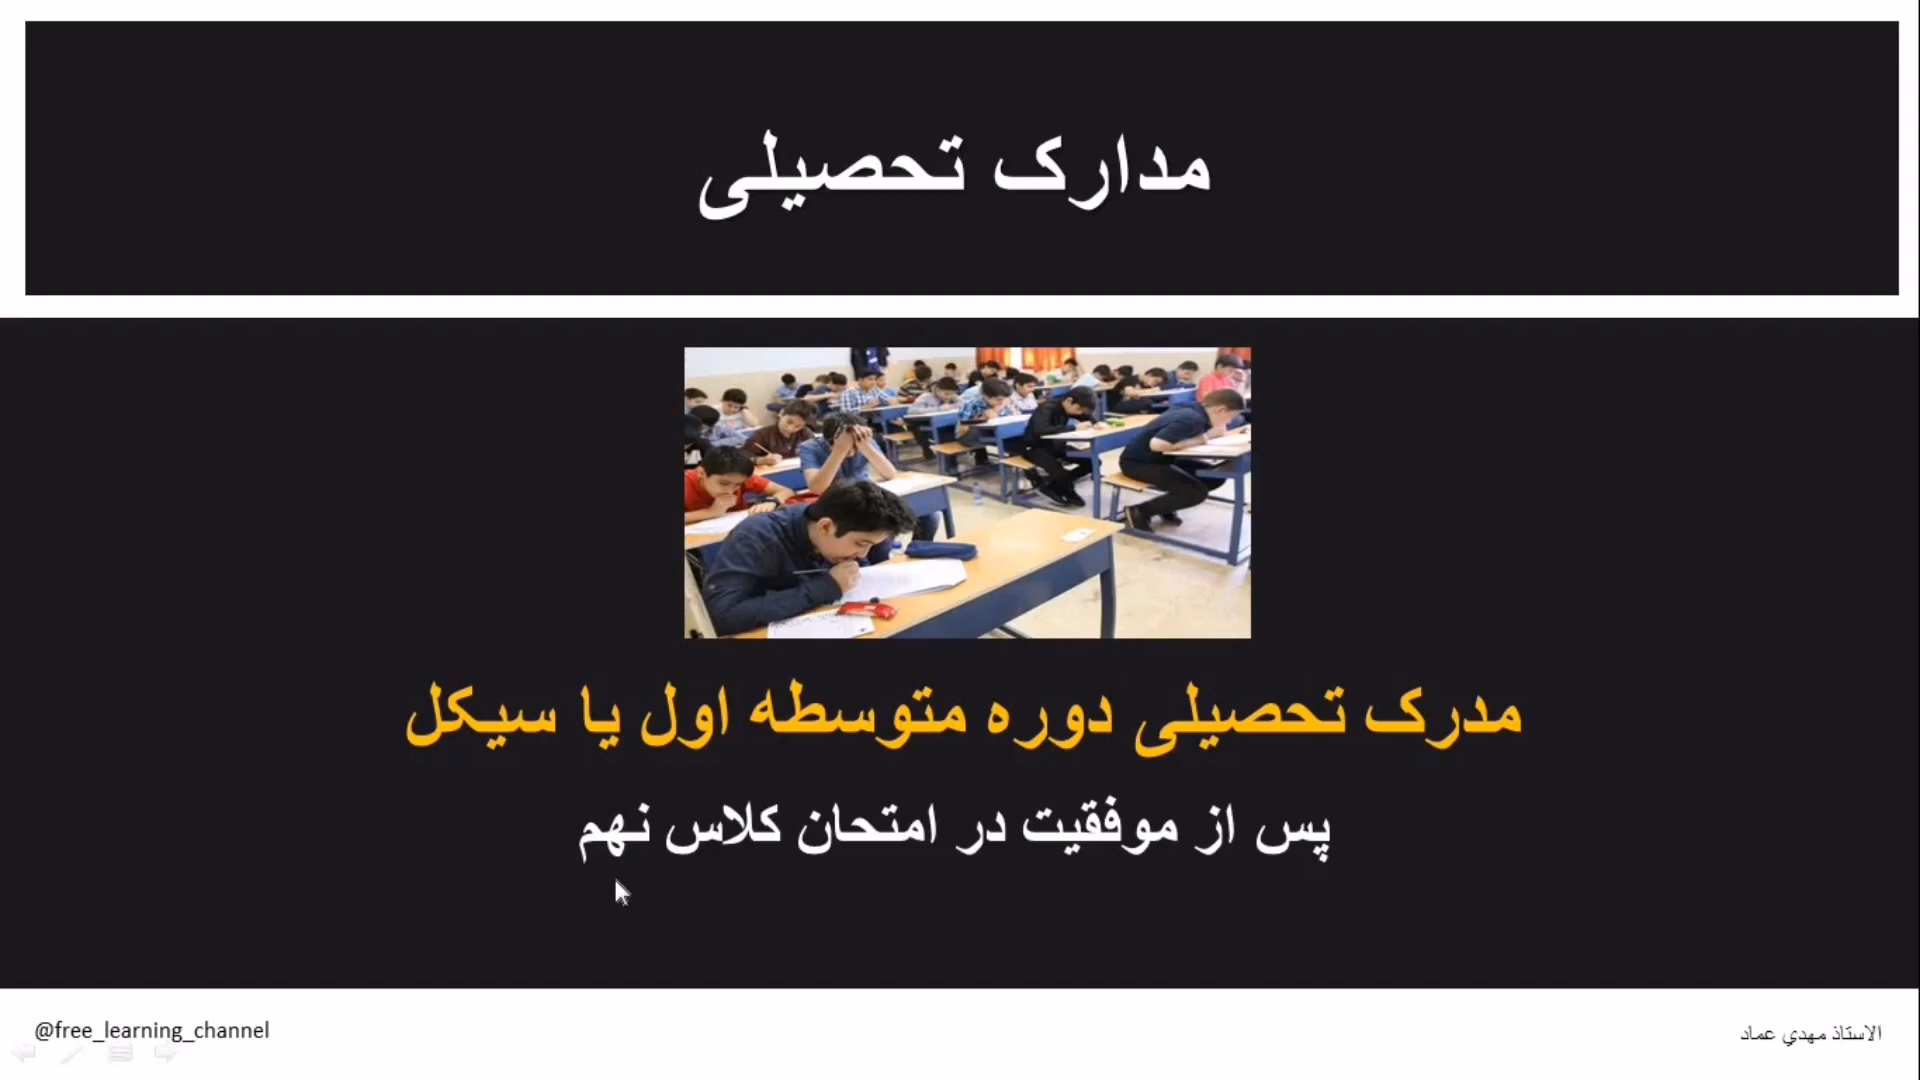 مدارک تحصیلی
مدرک تحصیلی دوره متوسطه اول یا سیکل
پس از موفقیت در امتحان کلاس نهم
@free_learning_channel
الاستاذ مهدي عماد